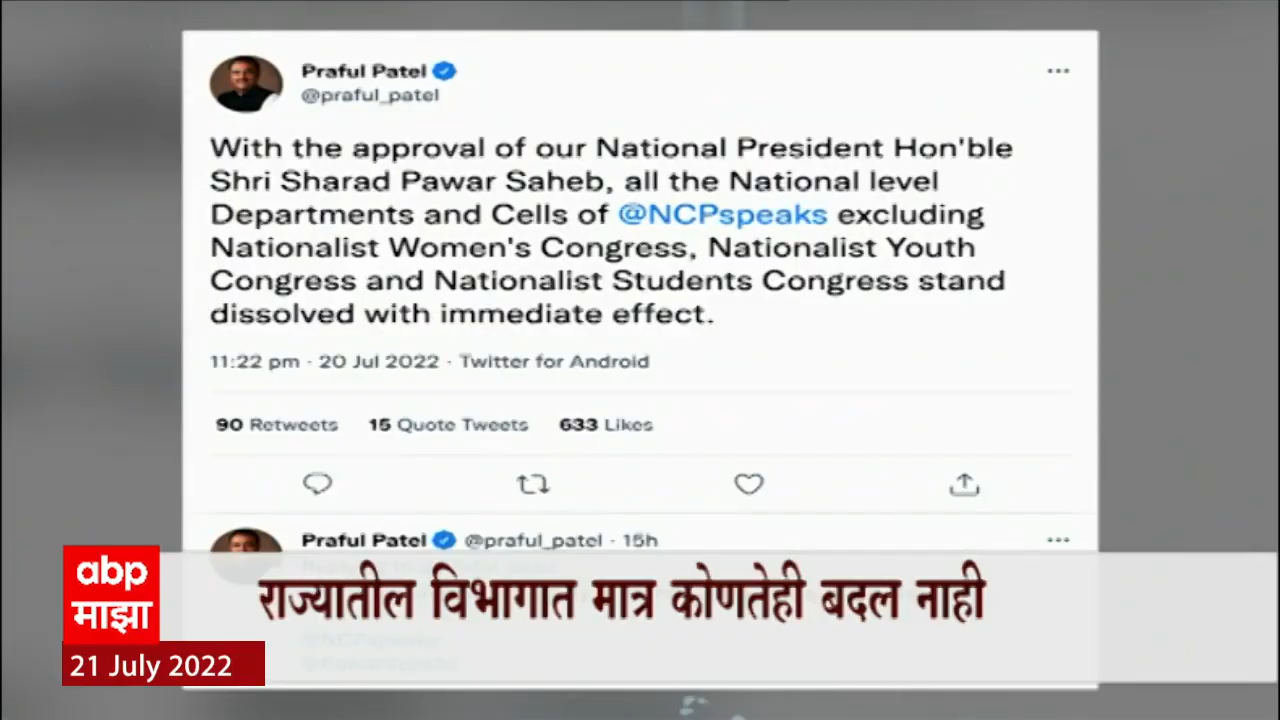 Praful Patel
@praful_patel
With the approval of our National President Hon'ble
Shri Sharad Pawar Saheb, all the National level
Departments and Cells of @NCPspeaks excluding
Nationalist Women's Congress, Nationalist Youth
Congress and Nationalist Students Congress stand
dissolved with immediate effect.
11:22 pm · 20 Jul 2022 · Twitter for Android
90 Retweets 15 Quote Tweets 633 Likes
Praful Patel @praful_patel · 15h
abp
माझा
राज्यातील विभागात मात्र कोणतेही बदल नाही
21 July 2022